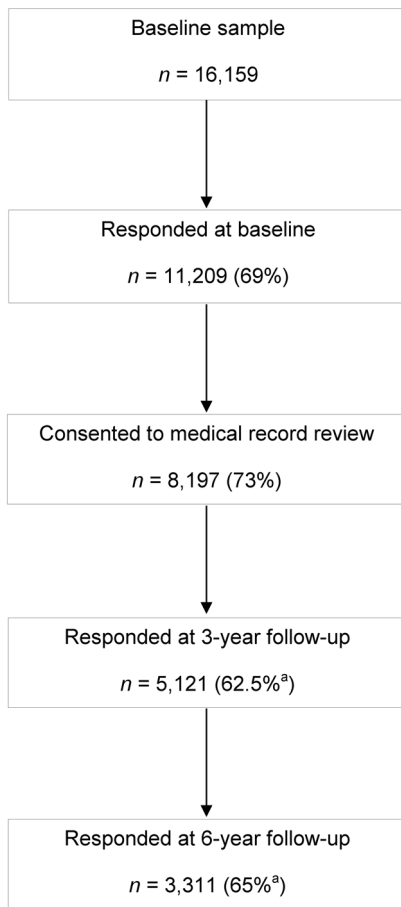 Baseline sample
n = 16,159
Responded at baseline
n = 11,209 (69%)
Consented to medical record review
n = 8,197 (73%)
Responded at 3-year follow-up
n = 5,121 (62.5%ᵃ)
Responded at 6-year follow-up
n = 3,311 (65%ᵃ)